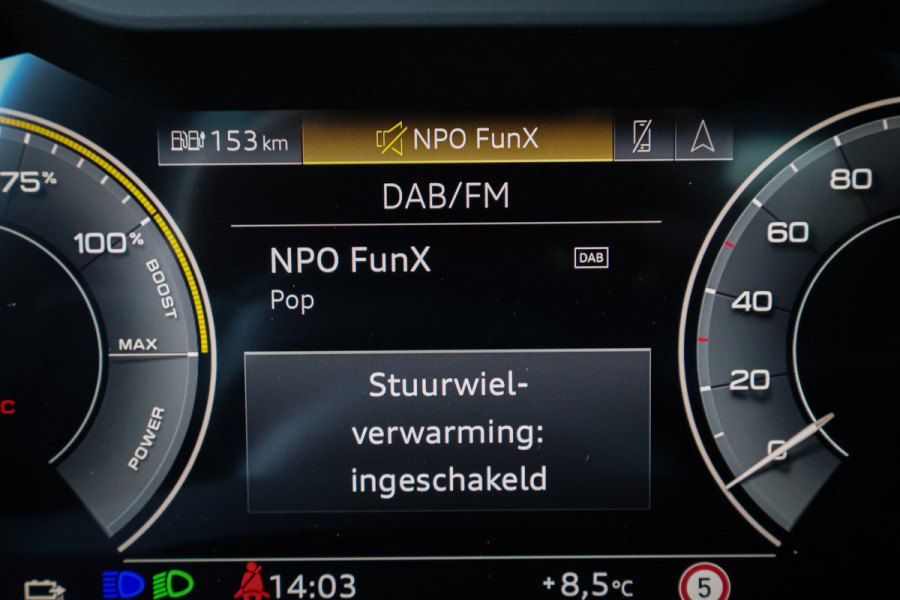 153 km
NPO FunX
DAB/FM
NPO FunX
DAB
Pop
Stuurwiel-
verwarming:
ingeschakeld
75%
100%
BOOST
MAX
POWER
C
80
60
40
20
0
14:03
+8,5°C
5